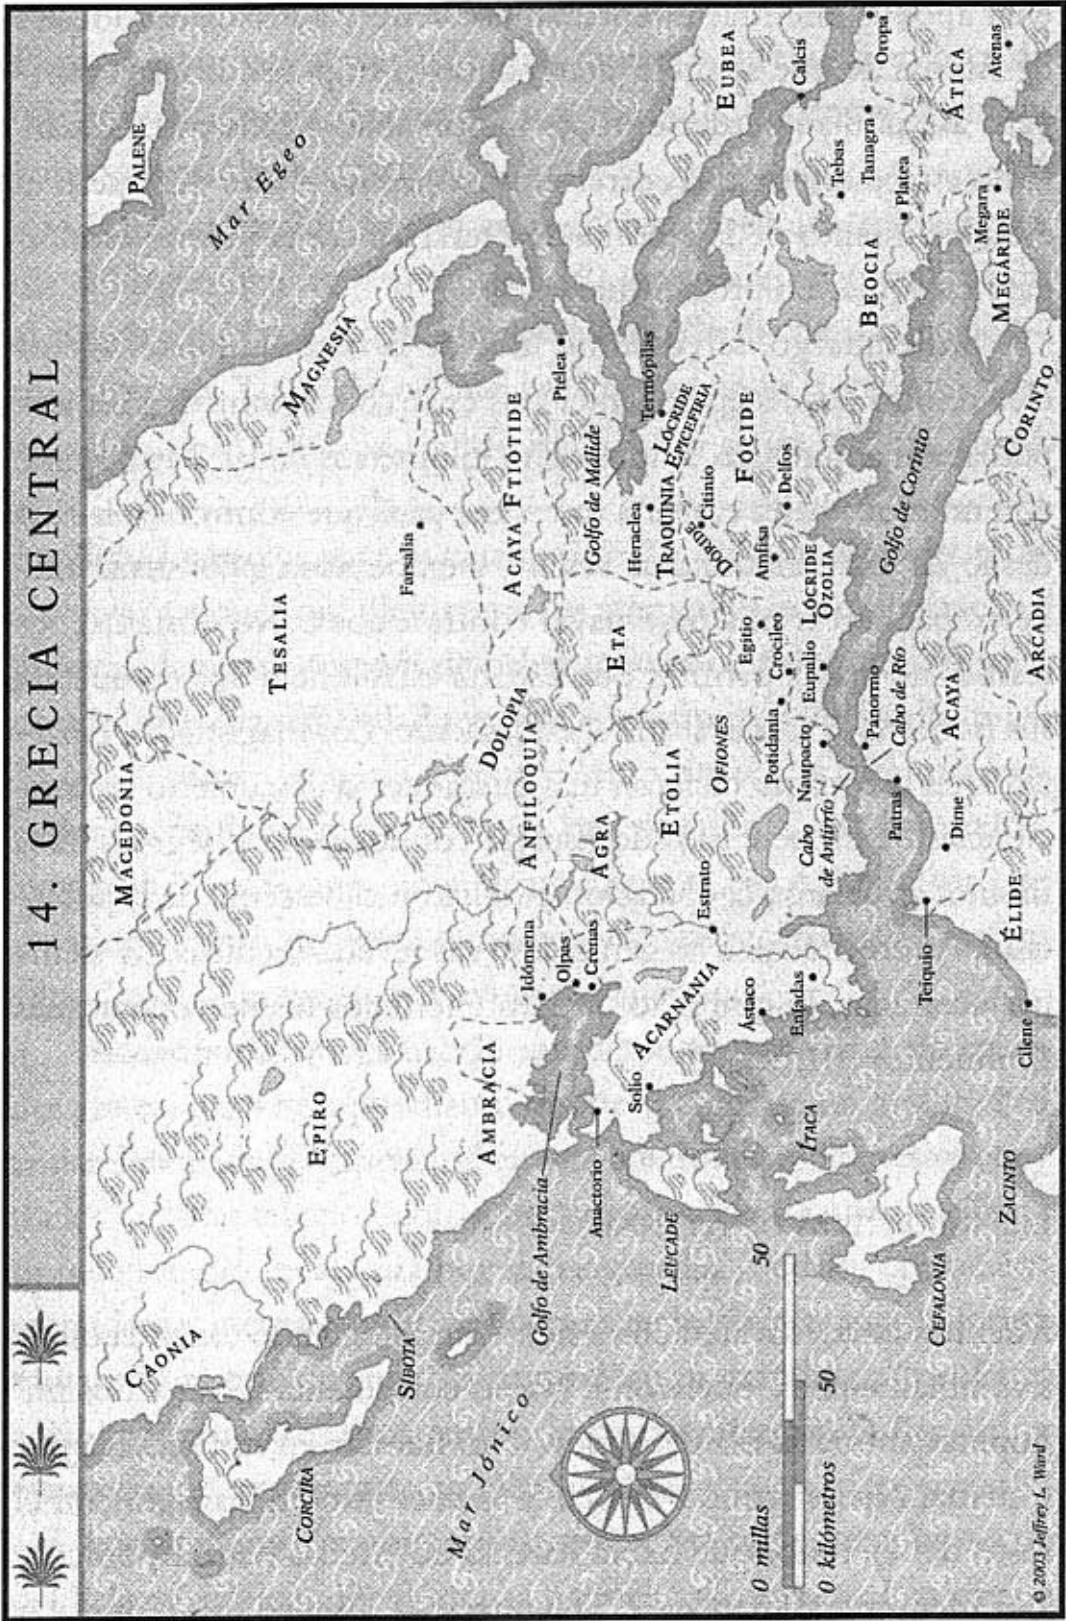 14. GRECIA CENTRAL
CAONIA
CORCIRA
SÍBOTA
Mar Jónico
EPIRO
MACEDONIA
TESALIA
MAGNESIA
PALENE
Mar Egeo
Farsalia
AMBRACIA
Golfo de Ambracia
Idómena
Olpas
Crenas
ANFILOQUIA
DOLOPIA
ACAYA FTIÓTIDE
Ptélea
Golfo de Málide
Termópilas
EUBEA
Calcis
Anactorio
Solio
LEUCADE
ACARNANIA
AGRA
ETA
Heraclea
TRAQUINIA
LÓCRIDE
EPICEFIRIA
DÓRIDE
Citinio
FÓCIDE
ETOLIA
Estrato
OFIONES
Egitio
Crocileo
Potidania
Eupalio
Naupacto
Anfisa
Delfos
LÓCRIDE
OZOLIA
BEOCIA
Tebas
Tanagra
Platea
Oropa
ÁTICA
Atenas
Megara
MEGÁRIDE
CORINTO
Golfo de Corinto
Ástaco
Eníadas
Cabo
de Antirrío
Panormo
Cabo de Río
Patras
ACAYA
Dime
Teiquio
ÉLIDE
Cilene
ARCADIA
ÍTACA
CEFALONIA
ZACINTO
0 millas
50
0 kilómetros
50
© 2003 Jeffrey L. Ward